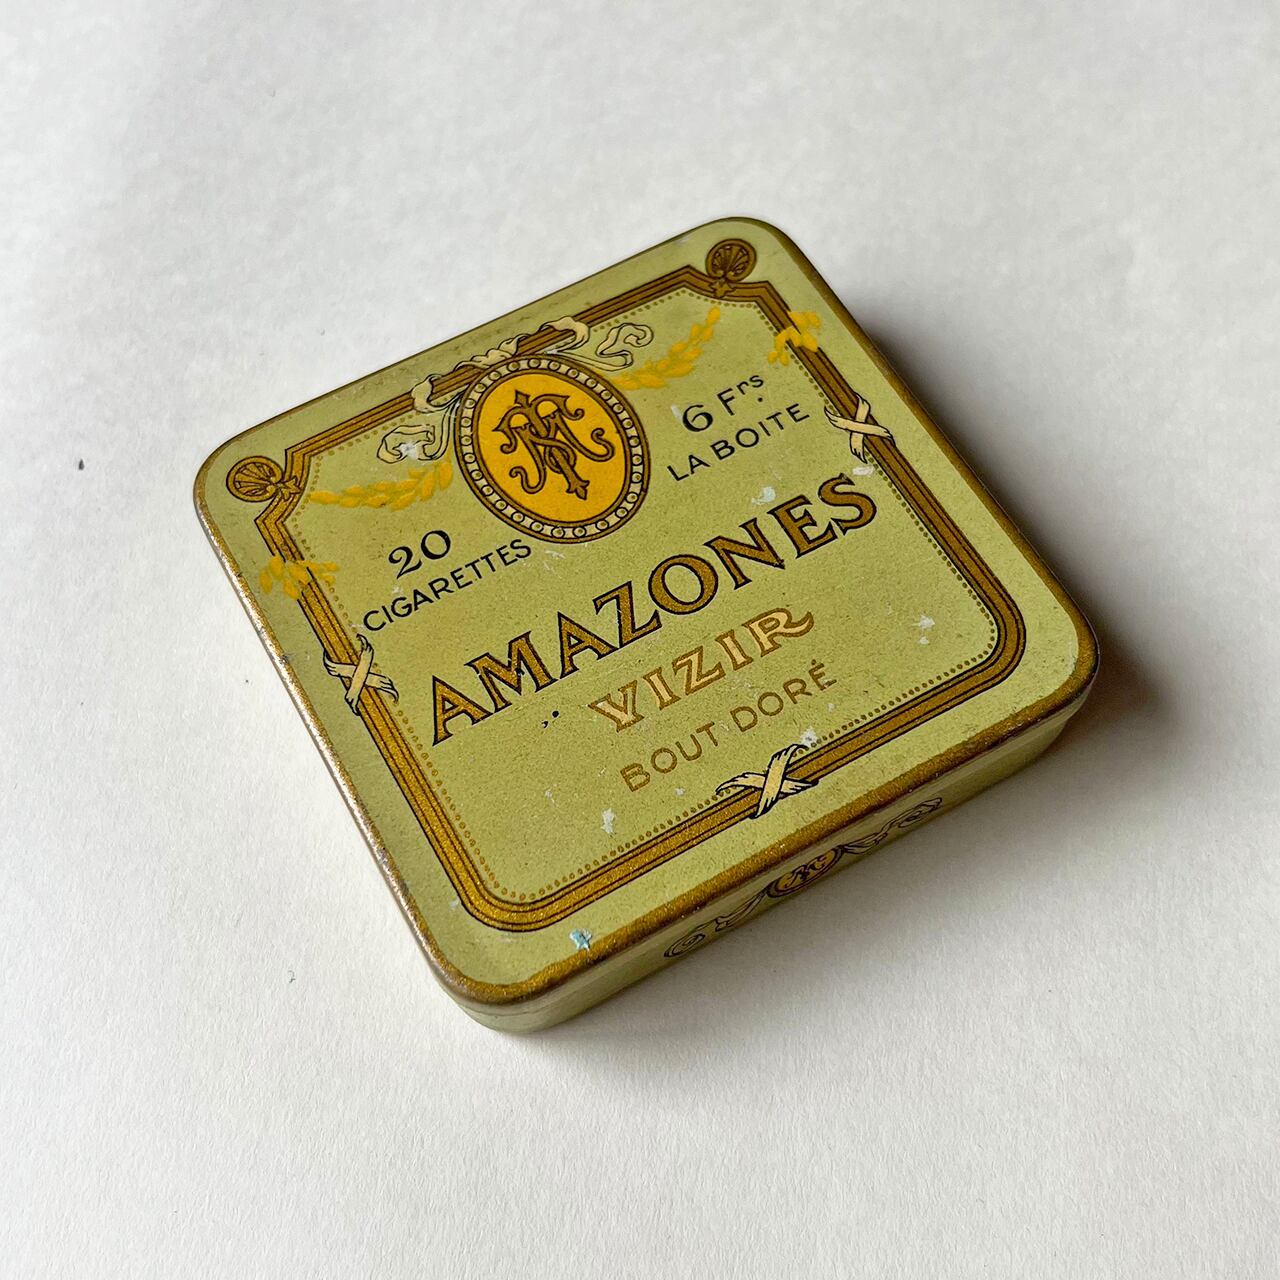 20
CIGARETTES
6 Frs
LA BOITE
AMAZONES
VIZIR
BOUT DORÉ